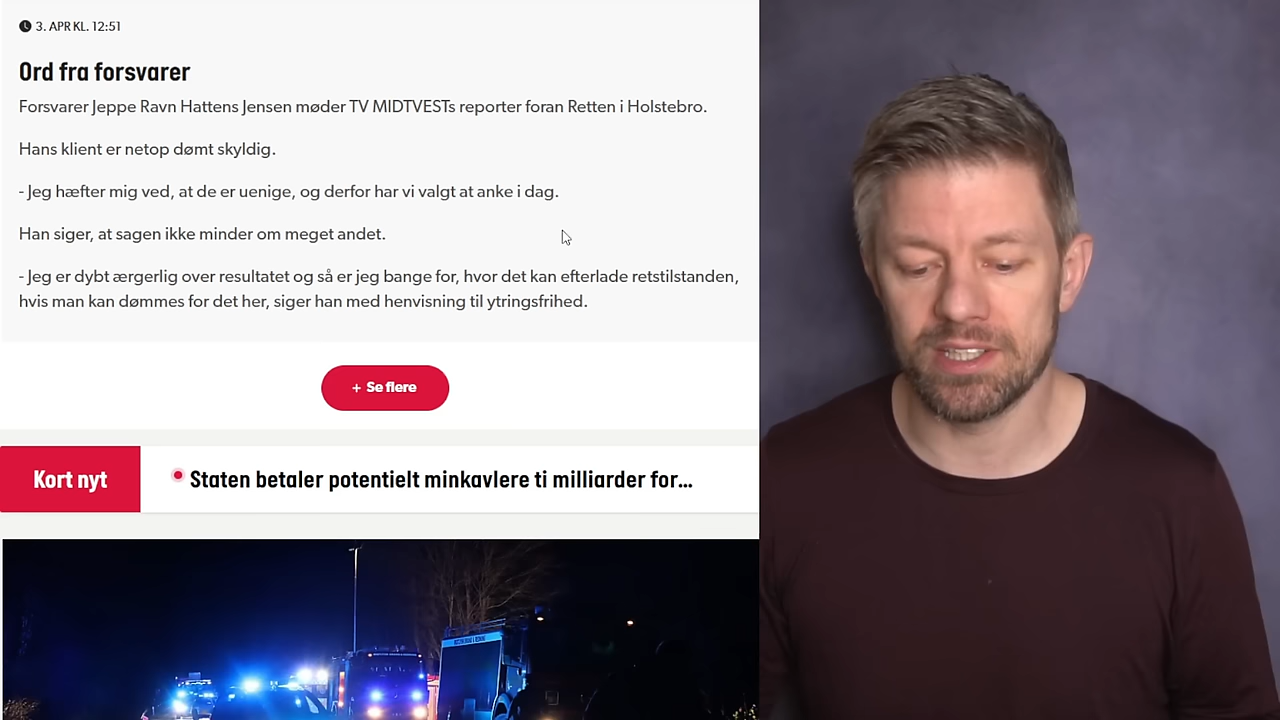 3. APR KL. 12:51
Ord fra forsvarer
Forsvarer Jeppe Ravn Hattens Jensen møder TV MIDTVESTs reporter foran Retten i Holstebro.
Hans klient er netop dømt skyldig.
- Jeg hæfter mig ved, at de er uenige, og derfor har vi valgt at anke i dag.
Han siger, at sagen ikke minder om meget andet.
- Jeg er dybt ærgerlig over resultatet og så er jeg bange for, hvor det kan efterlade retstilstanden,
hvis man kan dømmes for det her, siger han med henvisning til ytringsfrihed.
+ Se flere
Kort nyt
Staten betaler potentielt minkavlere ti milliarder for...